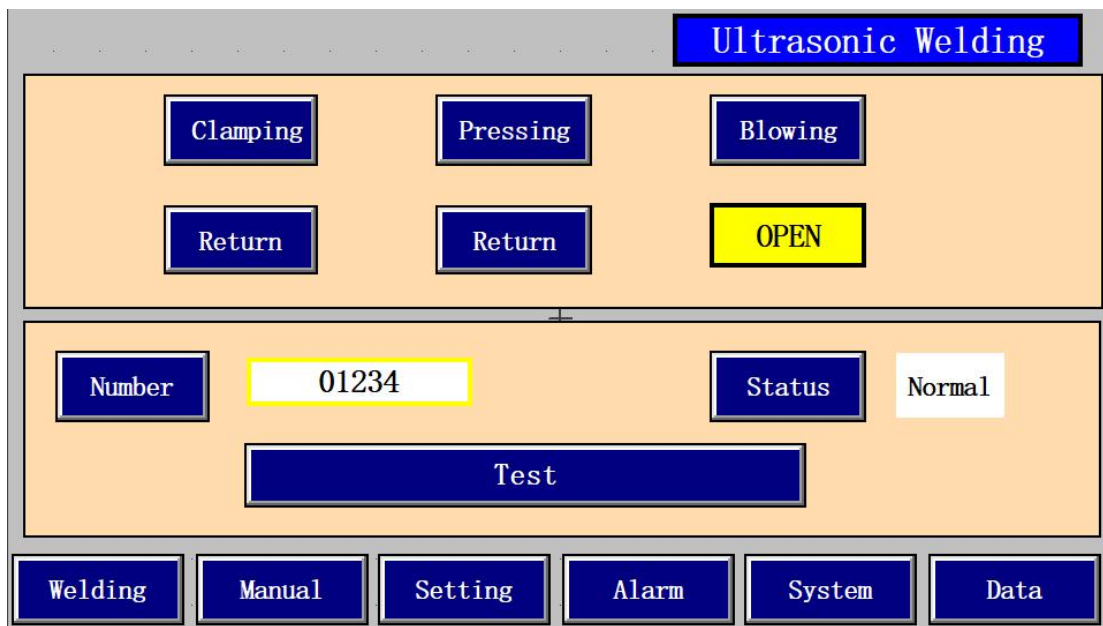 Ultrasonic Welding
Clamping Pressing Blowing
Return Return OPEN
Number 01234 Status Normal
Test
Welding Manual Setting Alarm System Data